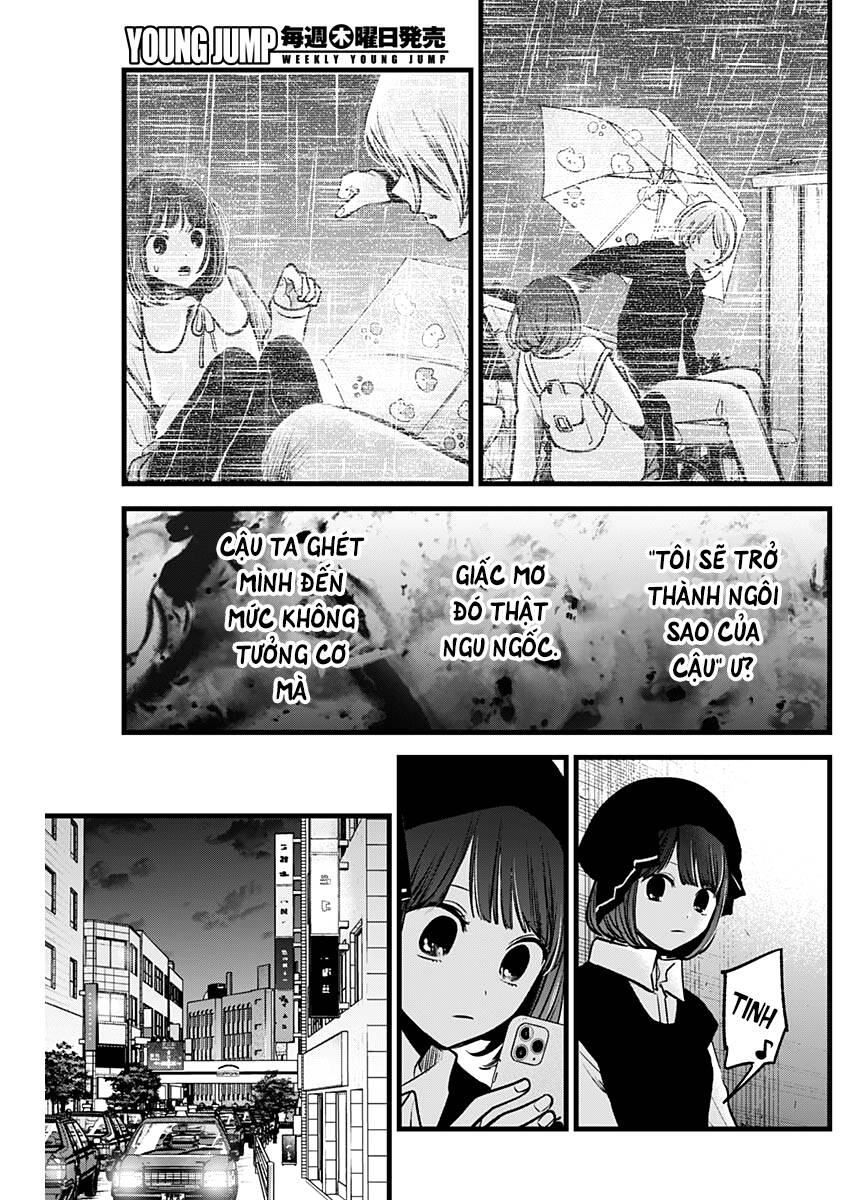 YOUNG JUMP 毎週木曜日発売
WEEKLY YOUNG JUMP
"TÔI SẼ TRỞ
THÀNH NGÔI
SAO CỦA
CẬU" Ư?
GIẤC MƠ
ĐÓ THẬT
NGU NGỐC.
CẬU TA GHÉT
MÌNH ĐẾN
MỨC KHÔNG
TƯỞNG CƠ
MÀ
TINH